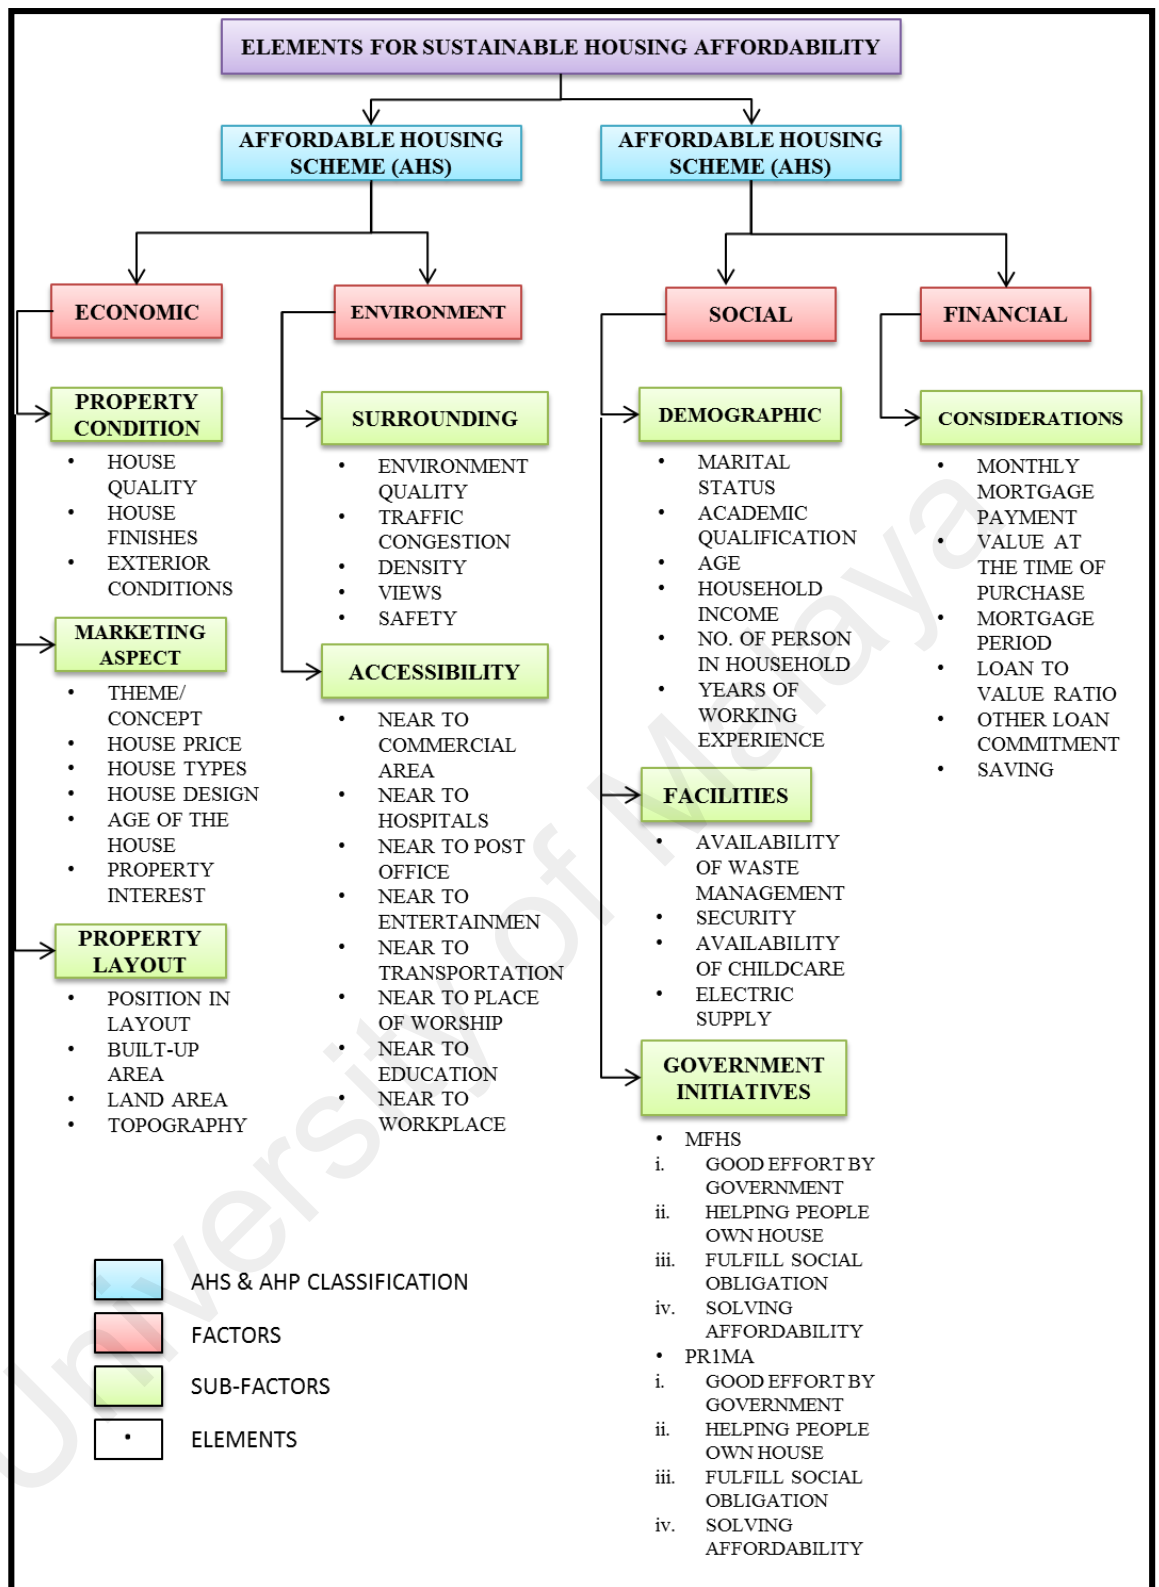 ELEMENTS FOR SUSTAINABLE HOUSING AFFORDABILITY
AFFORDABLE HOUSING
SCHEME (AHS)
ECONOMIC
PROPERTY
CONDITION
• HOUSE
QUALITY
• HOUSE
FINISHES
• EXTERIOR
CONDITIONS
MARKETING
ASPECT
• THEME/
CONCEPT
• HOUSE PRICE
• HOUSE TYPES
• HOUSE DESIGN
• AGE OF THE
HOUSE
• PROPERTY
INTEREST
PROPERTY
LAYOUT
• POSITION IN
LAYOUT
• BUILT-UP
AREA
• LAND AREA
• TOPOGRAPHY
ENVIRONMENT
SURROUNDING
• ENVIRONMENT
QUALITY
• TRAFFIC
CONGESTION
• DENSITY
• VIEWS
• SAFETY
ACCESSIBILITY
• NEAR TO
COMMERCIAL
AREA
• NEAR TO
HOSPITALS
• NEAR TO POST
OFFICE
• NEAR TO
ENTERTAINMEN
• NEAR TO
TRANSPORTATION
• NEAR TO PLACE
OF WORSHIP
• NEAR TO
EDUCATION
• NEAR TO
WORKPLACE
AFFORDABLE HOUSING
SCHEME (AHS)
SOCIAL
DEMOGRAPHIC
• MARITAL
STATUS
• ACADEMIC
QUALIFICATION
• AGE
• HOUSEHOLD
INCOME
• NO. OF PERSON
IN HOUSEHOLD
• YEARS OF
WORKING
EXPERIENCE
FACILITIES
• AVAILABILITY
OF WASTE
MANAGEMENT
• SECURITY
• AVAILABILITY
OF CHILDCARE
• ELECTRIC
SUPPLY
GOVERNMENT
INITIATIVES
• MFHS
i. GOOD EFFORT BY
GOVERNMENT
ii. HELPING PEOPLE
OWN HOUSE
iii. FULFILL SOCIAL
OBLIGATION
iv. SOLVING
AFFORDABILITY
• PR1MA
i. GOOD EFFORT BY
GOVERNMENT
ii. HELPING PEOPLE
OWN HOUSE
iii. FULFILL SOCIAL
OBLIGATION
iv. SOLVING
AFFORDABILITY
FINANCIAL
CONSIDERATIONS
• MONTHLY
MORTGAGE
PAYMENT
• VALUE AT
THE TIME OF
PURCHASE
• MORTGAGE
PERIOD
• LOAN TO
VALUE RATIO
• OTHER LOAN
COMMITMENT
• SAVING
AHS & AHP CLASSIFICATION
FACTORS
SUB-FACTORS
• ELEMENTS
University of Malaya